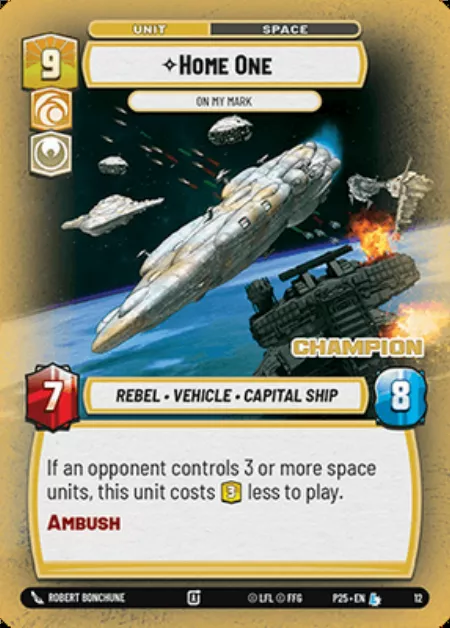 UNIT
SPACE
9
✧HOME ONE
ON MY MARK
CHAMPION
7
REBEL • VEHICLE • CAPITAL SHIP
8
If an opponent controls 3 or more space
units, this unit costs 3 less to play.
AMBUSH
ROBERT BONCHUNE
© LFL © FFG
P25 • EN
12